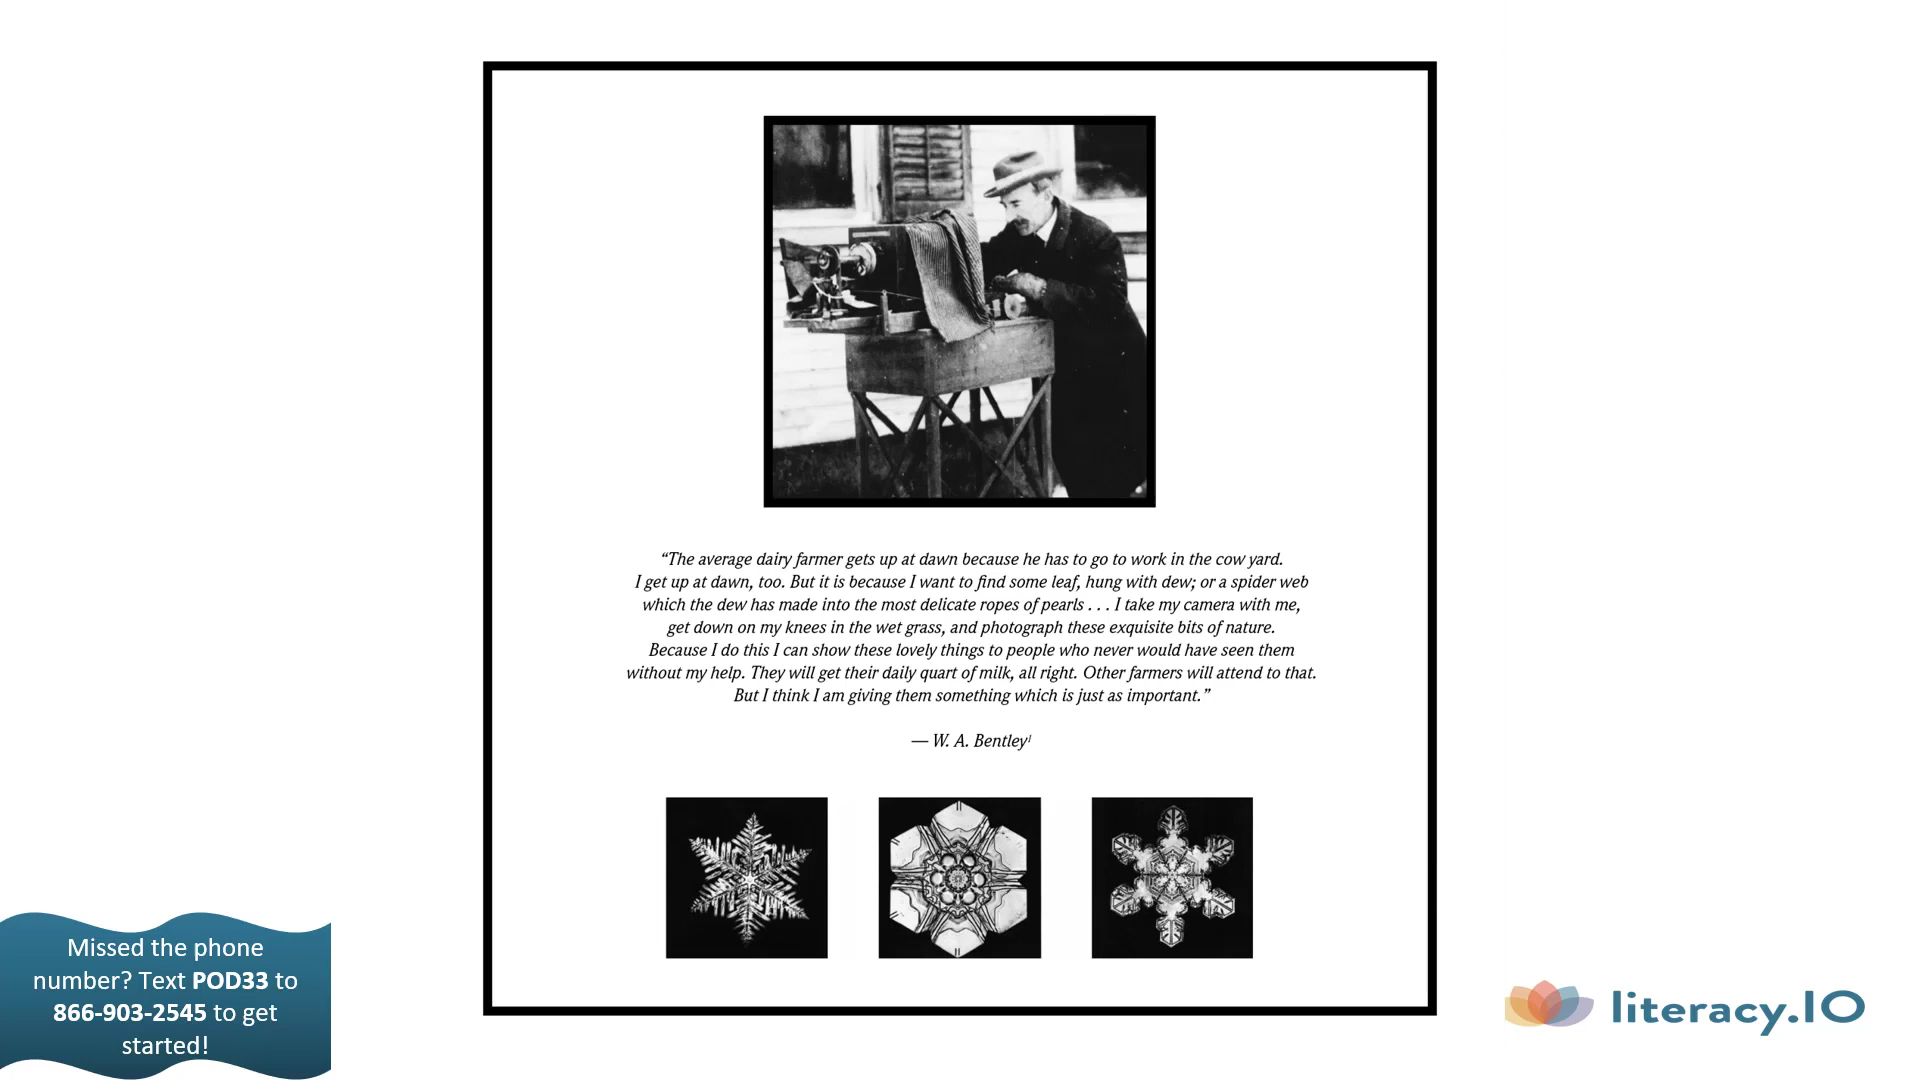 “The average dairy farmer gets up at dawn because he has to go to work in the cow yard.
I get up at dawn, too. But it is because I want to find some leaf, hung with dew; or a spider web
which the dew has made into the most delicate ropes of pearls . . . I take my camera with me,
get down on my knees in the wet grass, and photograph these exquisite bits of nature.
Because I do this I can show these lovely things to people who never would have seen them
without my help. They will get their daily quart of milk, all right. Other farmers will attend to that.
But I think I am giving them something which is just as important.”
— W. A. Bentley¹
Missed the phone
number? Text POD33 to
866-903-2545 to get
started!
literacy.IO